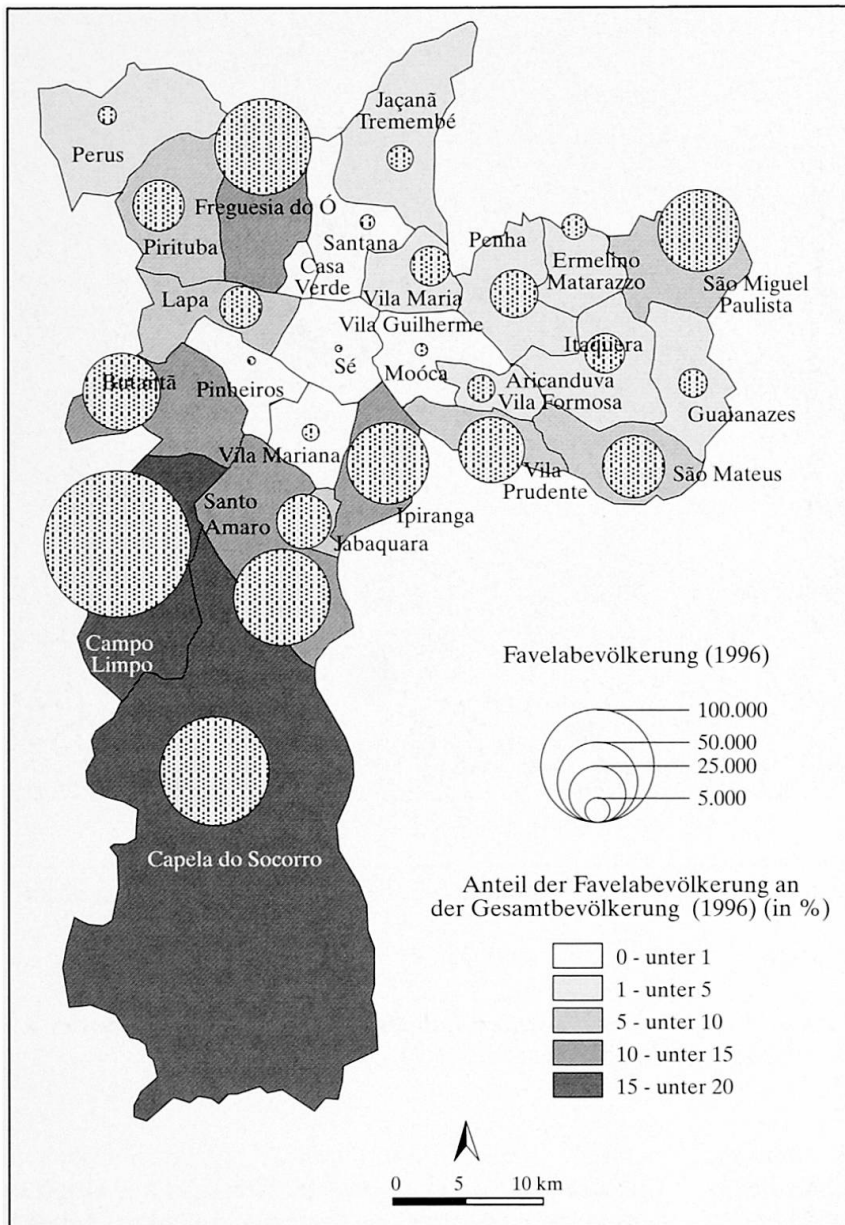 Jaçanã
Tremembé
Perus
Freguesia do Ó
Pirituba
Santana
Penha
Ermelino
Matarazzo
Casa
Verde
São Miguel
Paulista
Lapa
Vila Maria
Vila Guilherme
Itaquera
Sé
Butantã
Pinheiros
Moóca
Aricanduva
Vila Formosa
Guaianazes
Vila Mariana
Vila
Prudente
São Mateus
Santo
Amaro
Ipiranga
Jabaquara
Campo
Limpo
Capela do Socorro
Favelabevölkerung (1996)
100.000
50.000
25.000
5.000
Anteil der Favelabevölkerung an
der Gesamtbevölkerung (1996) (in %)
0 - unter 1
1 - unter 5
5 - unter 10
10 - unter 15
15 - unter 20
0 5 10 km